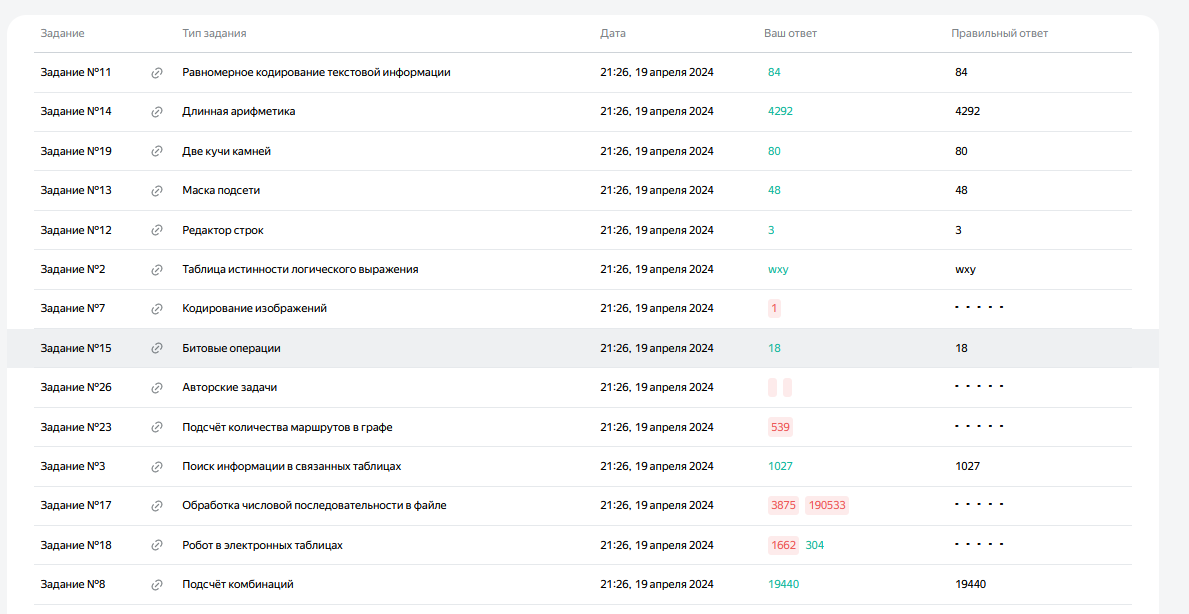 Задание Тип задания Дата Ваш ответ Правильный ответ
Задание №11 Равномерное кодирование текстовой информации 21:26, 19 апреля 2024 84 84
Задание №14 Длинная арифметика 21:26, 19 апреля 2024 4292 4292
Задание №19 Две кучи камней 21:26, 19 апреля 2024 80 80
Задание №13 Маска подсети 21:26, 19 апреля 2024 48 48
Задание №12 Редактор строк 21:26, 19 апреля 2024 3 3
Задание №2 Таблица истинности логического выражения 21:26, 19 апреля 2024 wxy wxy
Задание №7 Кодирование изображений 21:26, 19 апреля 2024 1 • • • • •
Задание №15 Битовые операции 21:26, 19 апреля 2024 18 18
Задание №26 Авторские задачи 21:26, 19 апреля 2024 • • • • •
Задание №23 Подсчёт количества маршрутов в графе 21:26, 19 апреля 2024 539 • • • • •
Задание №3 Поиск информации в связанных таблицах 21:26, 19 апреля 2024 1027 1027
Задание №17 Обработка числовой последовательности в файле 21:26, 19 апреля 2024 3875 190533 • • • • •
Задание №18 Робот в электронных таблицах 21:26, 19 апреля 2024 1662 304 • • • • •
Задание №8 Подсчёт комбинаций 21:26, 19 апреля 2024 19440 19440